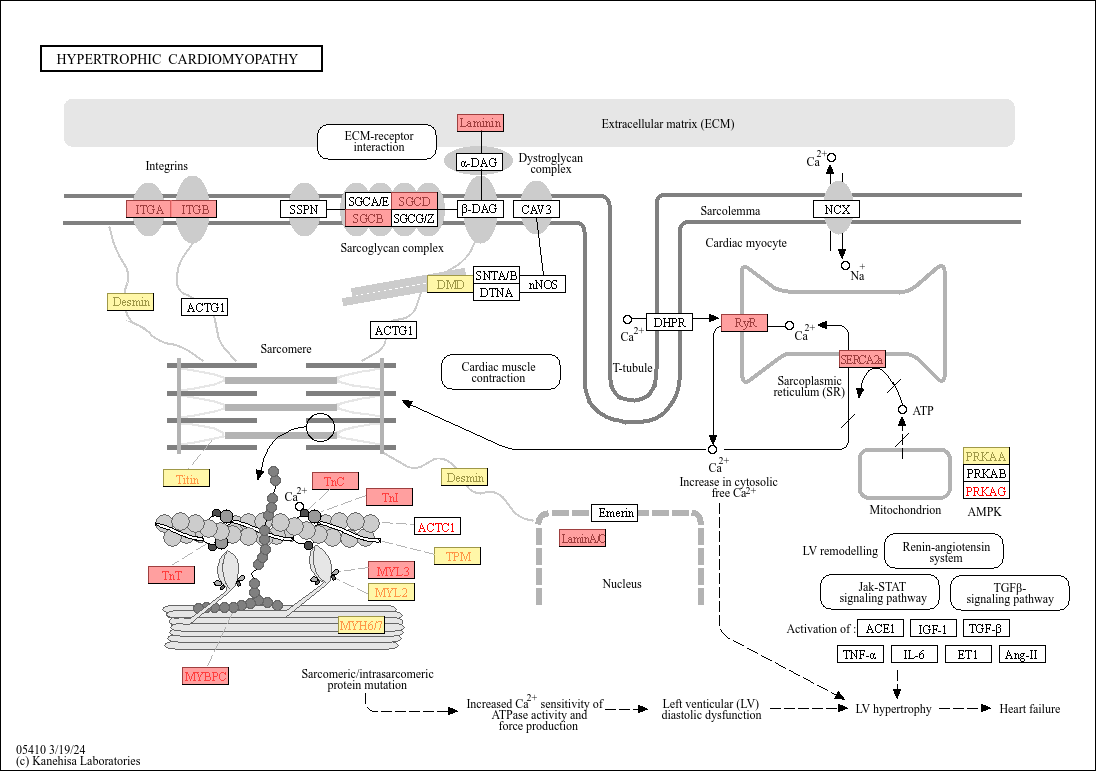 HYPERTROPHIC CARDIOMYOPATHY
Laminin
Extracellular matrix (ECM)
ECM-receptor
interaction
α-DAG
Dystroglycan
complex
Integrins
Ca2+
ITGA
ITGB
SSPN
SGCA/E
SGCD
SGCB
SGCG/Z
β-DAG
CAV3
Sarcolemma
NCX
Sarcoglycan complex
Cardiac myocyte
Na+
DMD
SNTA/B
DTNA
nNOS
Desmin
ACTG1
ACTG1
Ca2+
DHPR
RyR
Ca2+
Sarcomere
SERCA2a
Cardiac muscle
contraction
T-tubule
Sarcoplasmic
reticulum (SR)
ATP
Titin
TnC
Desmin
Ca2+
Increase in cytosolic
free Ca2+
PRKAA
PRKAB
PRKAG
Mitochondrion
AMPK
Ca2+
TnI
ACTC1
Emerin
LaminA/C
TPM
Nucleus
LV remodelling
Renin-angiotensin
system
TnT
MYL3
MYL2
Jak-STAT
signaling pathway
TGFβ-
signaling pathway
MYH6/7
Activation of :
ACE1
IGF-1
TGF-β
TNF-α
IL-6
ET1
Ang-II
MYBPC
Sarcomeric/intrasarcomeric
protein mutation
Increased Ca2+ sensitivity of
ATPase activity and
force production
Left venticular (LV)
diastolic dysfunction
LV hypertrophy
Heart failure
05410 3/19/24
(c) Kanehisa Laboratories